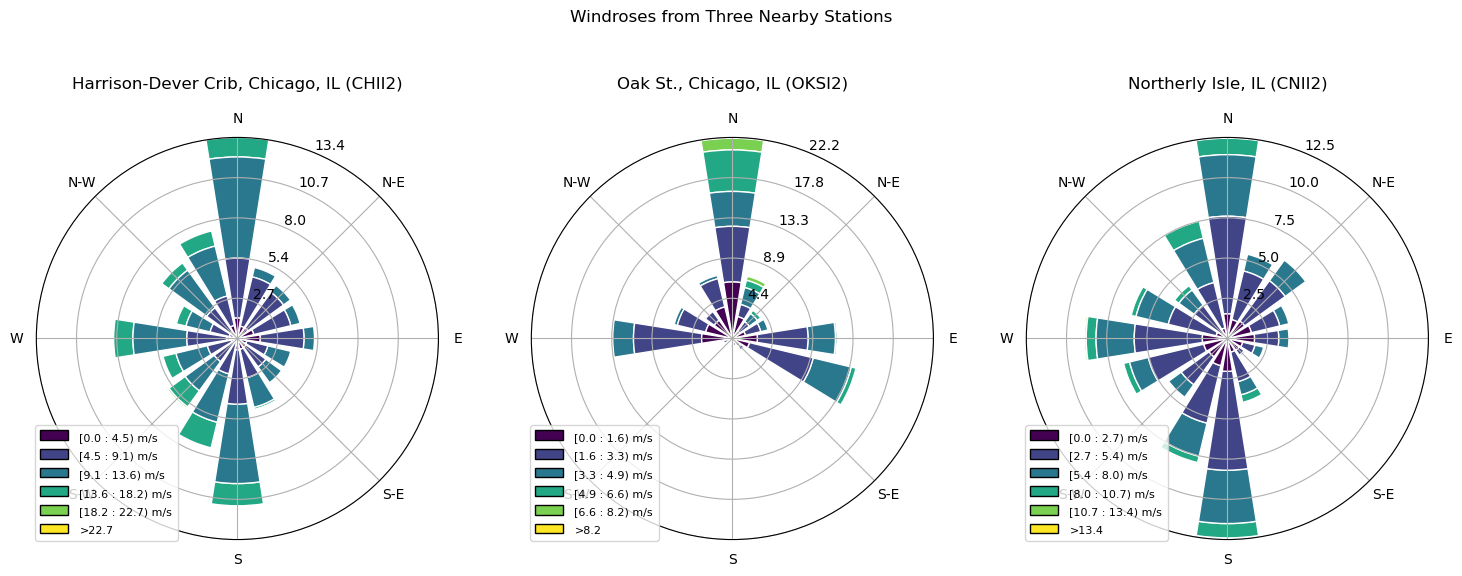 Windroses from Three Nearby Stations
Harrison-Dever Crib, Chicago, IL (CHII2)
N
N-E
E
S-E
S
W
N-W
2.7
5.4
8.0
10.7
13.4
[0.0 : 4.5) m/s
[4.5 : 9.1) m/s
[9.1 : 13.6) m/s
[13.6 : 18.2) m/s
[18.2 : 22.7) m/s
>22.7
Oak St., Chicago, IL (OKSI2)
N
N-E
E
S-E
S
W
N-W
4.4
8.9
13.3
17.8
22.2
[0.0 : 1.6) m/s
[1.6 : 3.3) m/s
[3.3 : 4.9) m/s
[4.9 : 6.6) m/s
[6.6 : 8.2) m/s
>8.2
Northerly Isle, IL (CNII2)
N
N-E
E
S-E
S
W
N-W
2.5
5.0
7.5
10.0
12.5
[0.0 : 2.7) m/s
[2.7 : 5.4) m/s
[5.4 : 8.0) m/s
[8.0 : 10.7) m/s
[10.7 : 13.4) m/s
>13.4